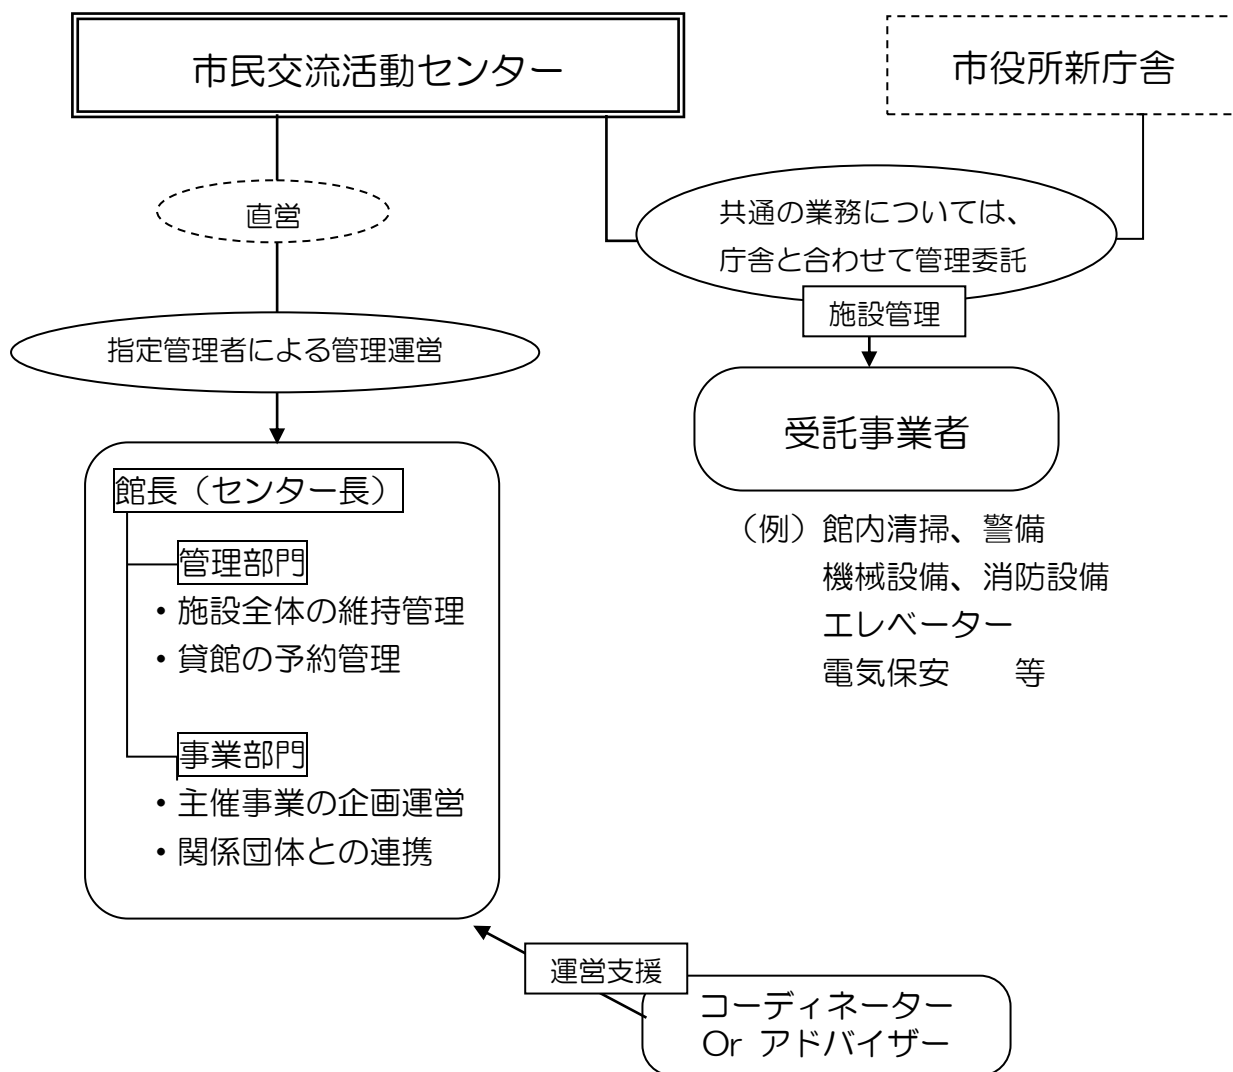 市民交流活動センター
市役所新庁舎
直営
共通の業務については、
庁舎と合わせて管理委託
施設管理
指定管理者による管理運営
受託事業者
館長（センター長）
管理部門
・施設全体の維持管理
・貸館の予約管理
事業部門
・主催事業の企画運営
・関係団体との連携
（例）館内清掃、警備
機械設備、消防設備
エレベーター
電気保安　　等
運営支援
コーディネーター
Or アドバイザー